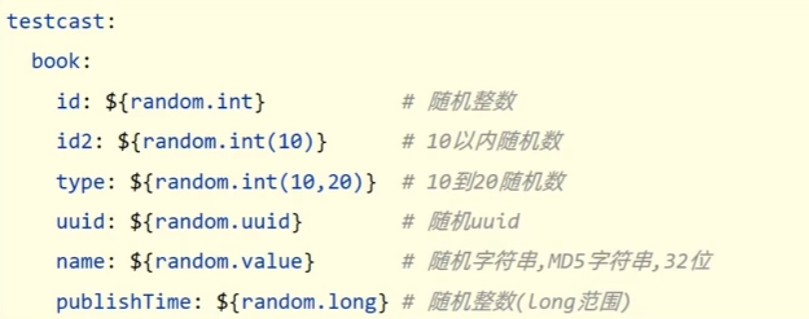 testcast:
book:
id: ${random.int} # 随机整数
id2: ${random.int(10)} # 10以内随机数
type: ${random.int(10,20)} # 10到20随机数
uuid: ${random.uuid} # 随机uuid
name: ${random.value} # 随机字符串,MD5字符串,32位
publishTime: ${random.long} # 随机整数(long范围)